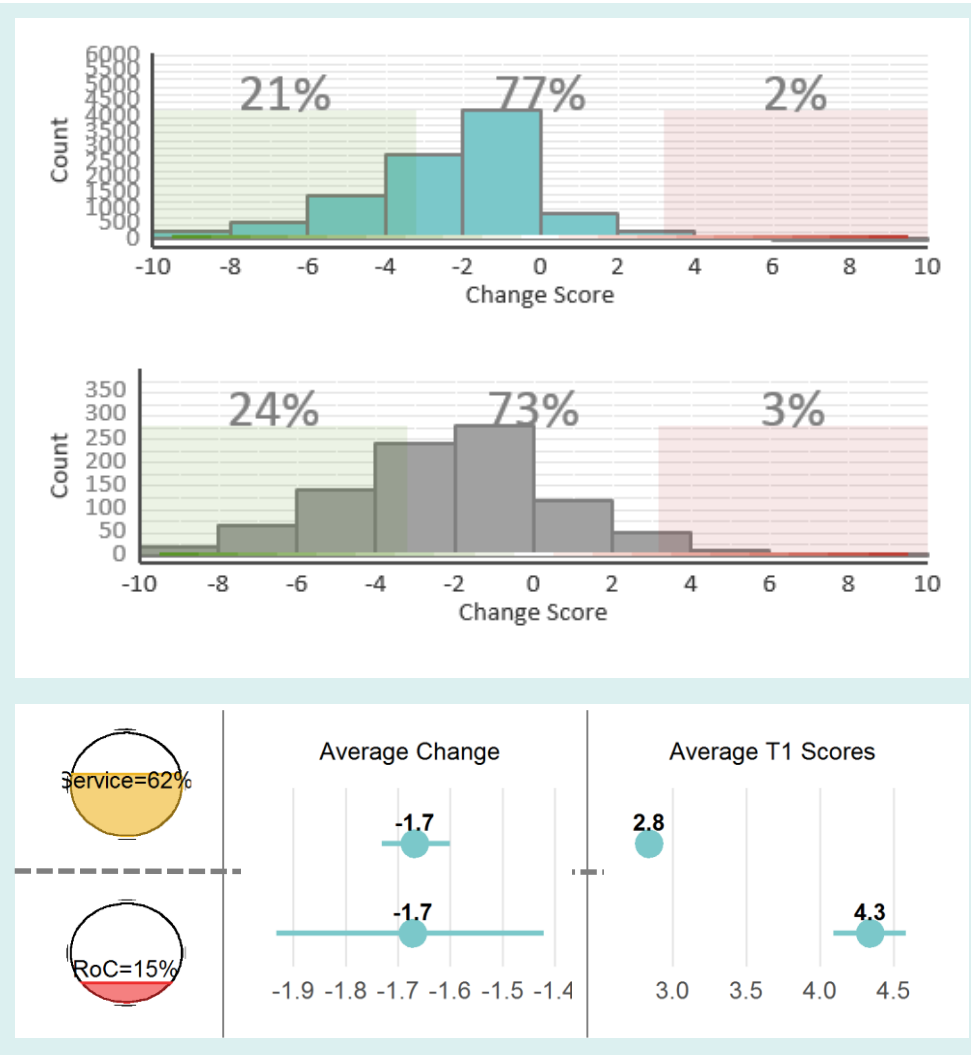 6000
5500
5000
4500
4000
3500
3000
2500
2000
1500
1000
500
0
Count
21% 77% 2%
-10 -8 -6 -4 -2 0 2 4 6 8 10
Change Score
350
300
250
200
150
100
50
0
Count
24% 73% 3%
-10 -8 -6 -4 -2 0 2 4 6 8 10
Change Score
Service=62%
RoC=15%
Average Change
-1.7
-1.7
-1.9 -1.8 -1.7 -1.6 -1.5 -1.4
Average T1 Scores
2.8
4.3
3.0 3.5 4.0 4.5